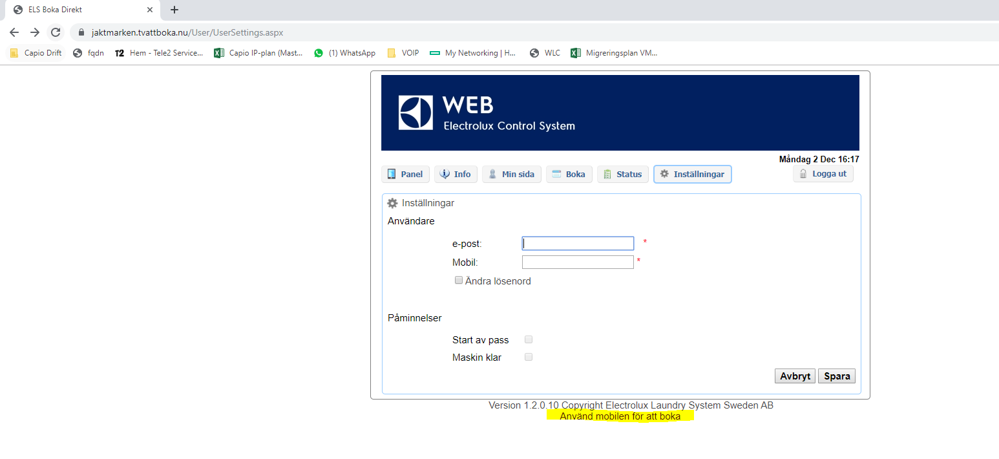 ELS Boka Direkt
jaktmarken.tvattboka.nu/User/UserSettings.aspx
Capio Drift fqdn T2 Hem - Tele2 Service... Capio IP-plan (Mast... (1) WhatsApp VOIP My Networking | H... WLC Migreringsplan VM...
WEB
Electrolux Control System
Måndag 2 Dec 16:17
Panel Info Min sida Boka Status Inställningar Logga ut
Inställningar
Användare
e-post: *
Mobil: *
Ändra lösenord
Påminnelser
Start av pass
Maskin klar
Avbryt Spara
Version 1.2.0.10 Copyright Electrolux Laundry System Sweden AB
Använd mobilen för att boka